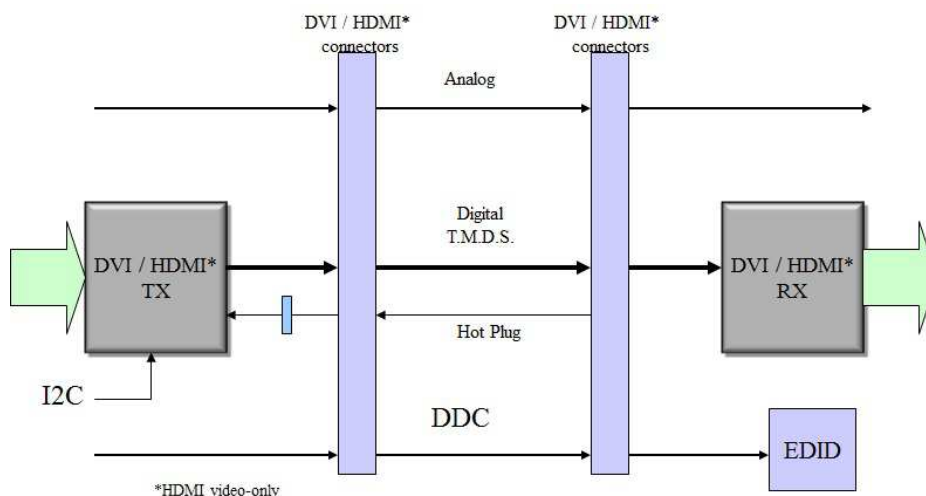 DVI / HDMI*
connectors
DVI / HDMI*
connectors
Analog
Digital
T.M.D.S.
DVI / HDMI*
TX
DVI / HDMI*
RX
Hot Plug
I2C
DDC
EDID
*HDMI video-only